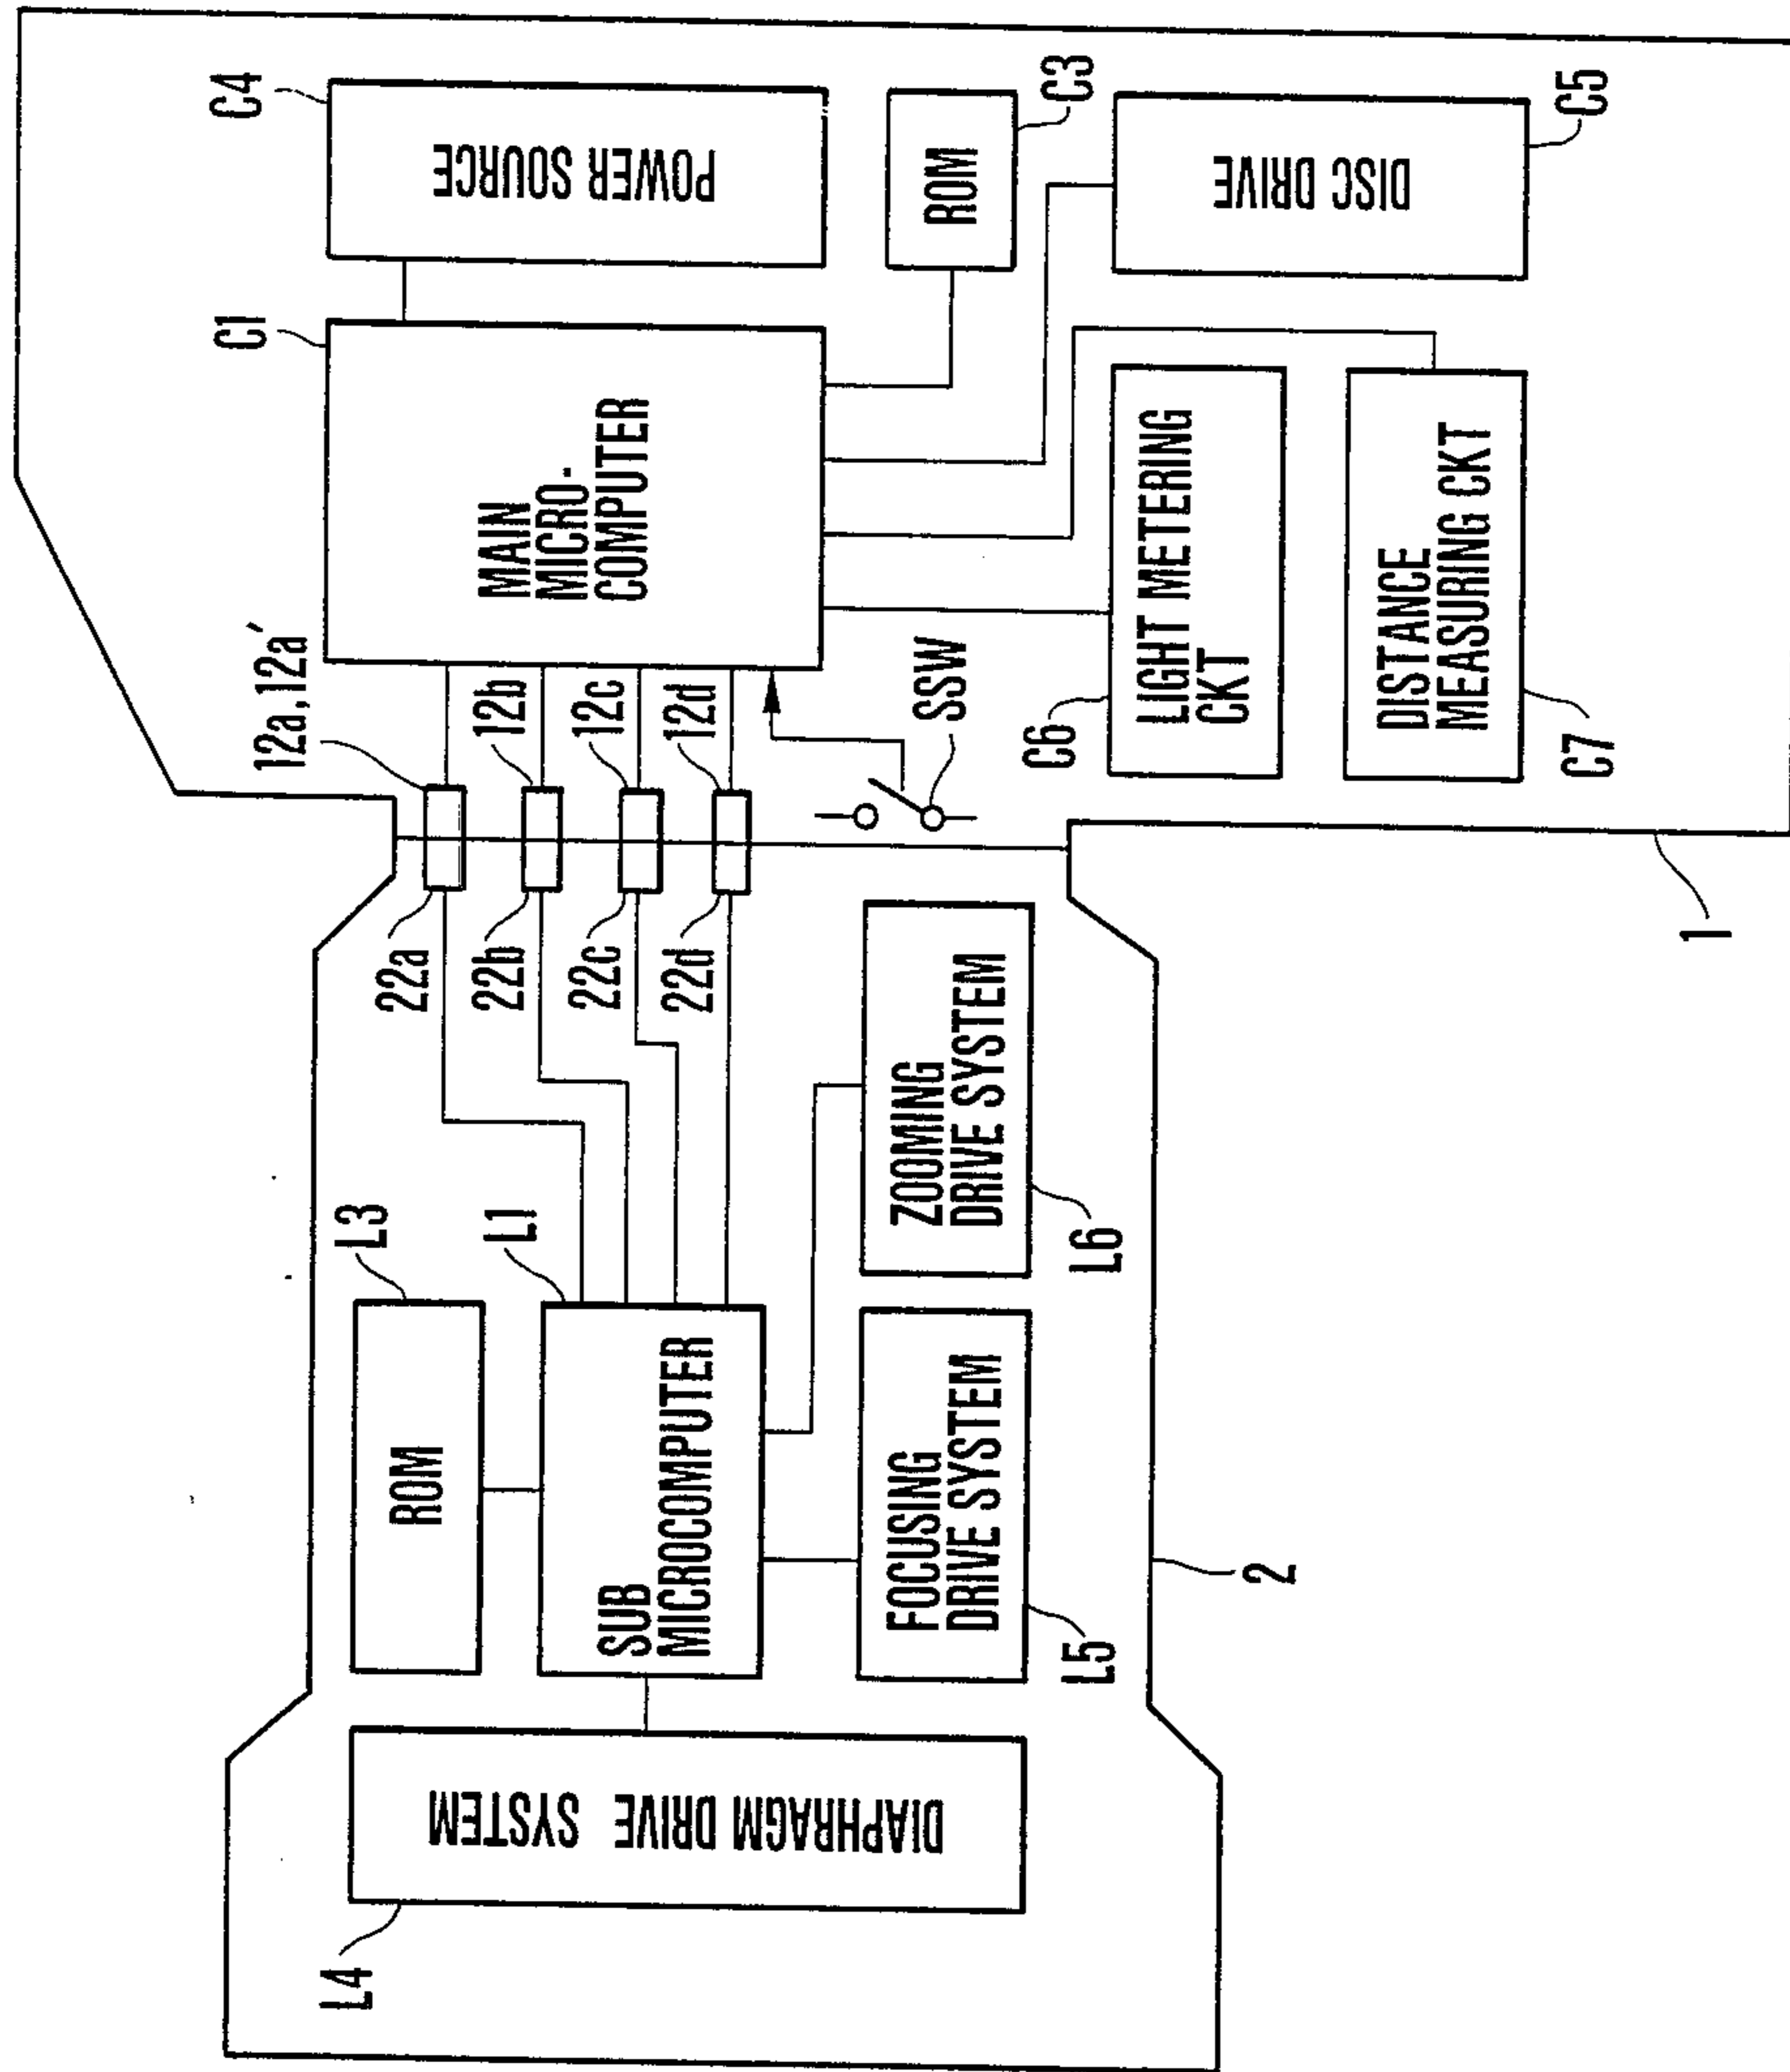 C4
POWER SOURCE
C1
MAIN
MICRO-
COMPUTER
ROM
C3
DISC DRIVE
C5
12a,12a´
12b
12c
12d
SSW
C6
LIGHT METERING
CKT
DISTANCE
MEASURING CKT
C7
22a
22b
22c
22d
1
L3
ROM
L1
SUB
MICROCOMPUTER
ZOOMING
DRIVE SYSTEM
L6
FOCUSING
DRIVE SYSTEM
L5
2
DIAPHRAGM DRIVE SYSTEM
L4